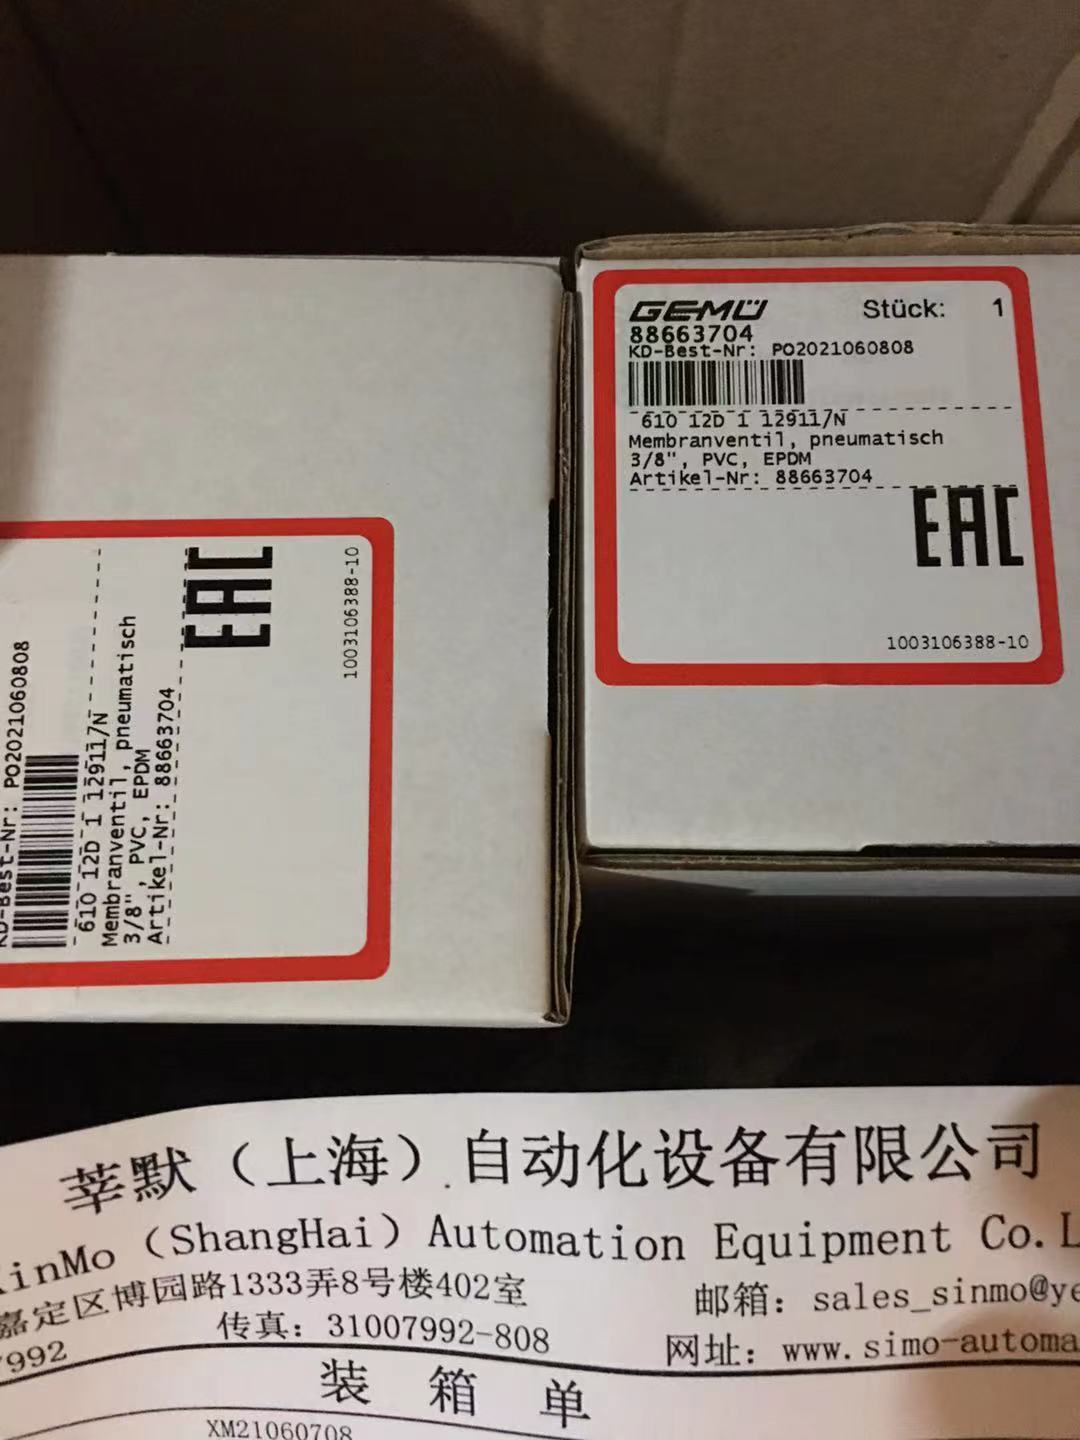 GEMÜ Stück: 1
88663704
KD-Best-Nr: PO2021060808
610 12D 1 12911/N
Membranventil, pneumatisch
3/8", PVC, EPDM
Artikel-Nr: 88663704
EAC
1003106388-10
KD-Best-Nr: PO2021060808
610 12D 1 12911/N
Membranventil, pneumatisch
3/8", PVC, EPDM
Artikel-Nr: 88663704
EAC
1003106388-10
莘默（上海）自动化设备有限公司
inMo（ShangHai）Automation Equipment Co.L
嘉定区博园路1333弄8号楼402室 邮箱：sales_sinmo@ye
992 传真：31007992-808 网址：www.simo-automa
装箱单
XM21060708